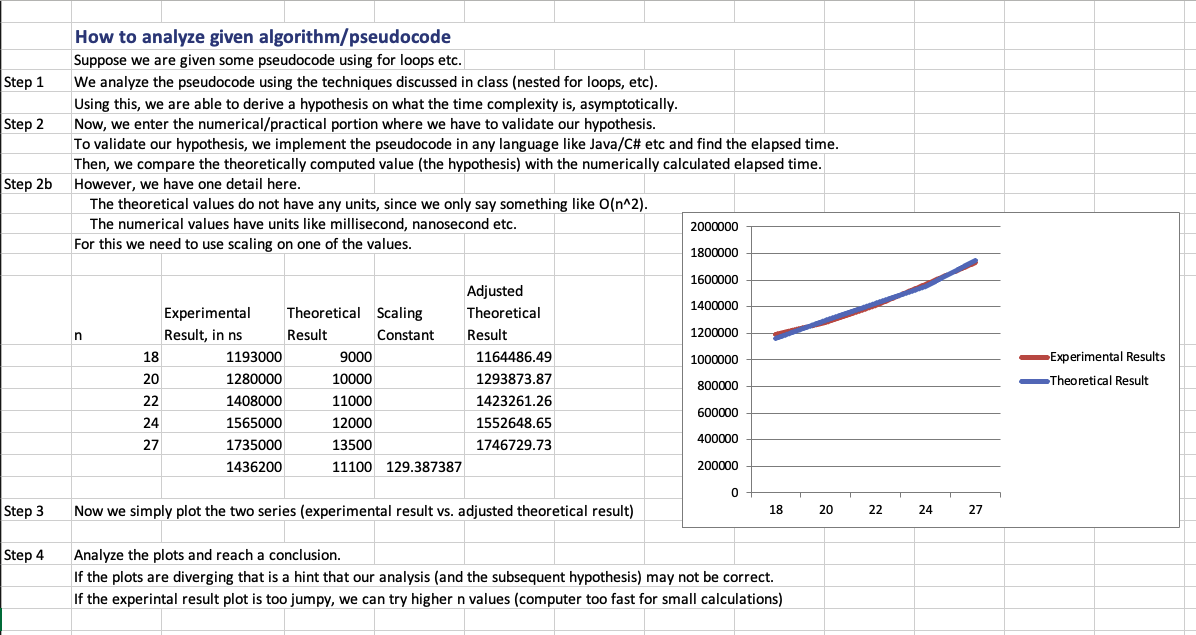 How to analyze given algorithm/pseudocode
Suppose we are given some pseudocode using for loops etc.
Step 1 We analyze the pseudocode using the techniques discussed in class (nested for loops, etc).
Using this, we are able to derive a hypothesis on what the time complexity is, asymptotically.
Step 2 Now, we enter the numerical/practical portion where we have to validate our hypothesis.
To validate our hypothesis, we implement the pseudocode in any language like Java/C# etc and find the elapsed time.
Then, we compare the theoretically computed value (the hypothesis) with the numerically calculated elapsed time.
Step 2b However, we have one detail here.
The theoretical values do not have any units, since we only say something like O(n^2).
The numerical values have units like millisecond, nanosecond etc.
For this we need to use scaling on one of the values.
n Experimental Result, in ns Theoretical Result Scaling Constant Adjusted Theoretical Result
18 1193000 9000 1164486.49
20 1280000 10000 1293873.87
22 1408000 11000 1423261.26
24 1565000 12000 1552648.65
27 1735000 13500 1746729.73
1436200 11100 129.387387
2000000
1800000
1600000
1400000
1200000
1000000
800000
600000
400000
200000
0
18 20 22 24 27
Experimental Results
Theoretical Result
Step 3 Now we simply plot the two series (experimental result vs. adjusted theoretical result)
Step 4 Analyze the plots and reach a conclusion.
If the plots are diverging that is a hint that our analysis (and the subsequent hypothesis) may not be correct.
If the experintal result plot is too jumpy, we can try higher n values (computer too fast for small calculations)